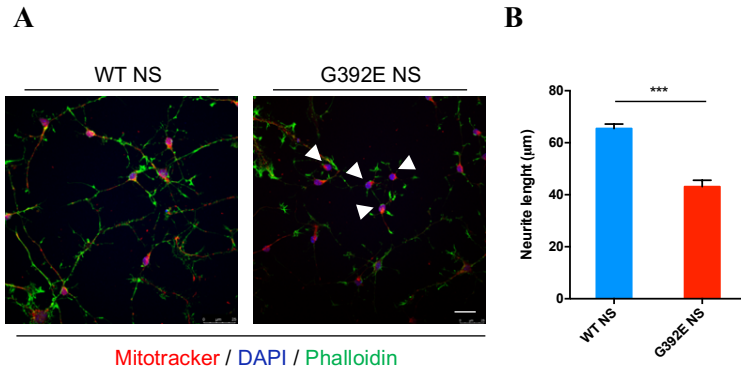 A
B
WT NS
G392E NS
Mitotracker / DAPI / Phalloidin
***
Neurite lenght (µm)
80
60
40
20
0
WT NS
G392E NS